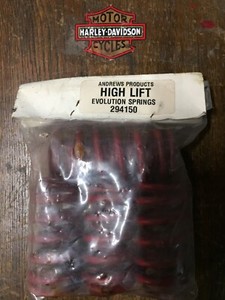 MOTOR
HARLEY-DAVIDSON
CYCLES
ANDREWS PRODUCTS
HIGH LIFT
EVOLUTION SPRINGS
294150